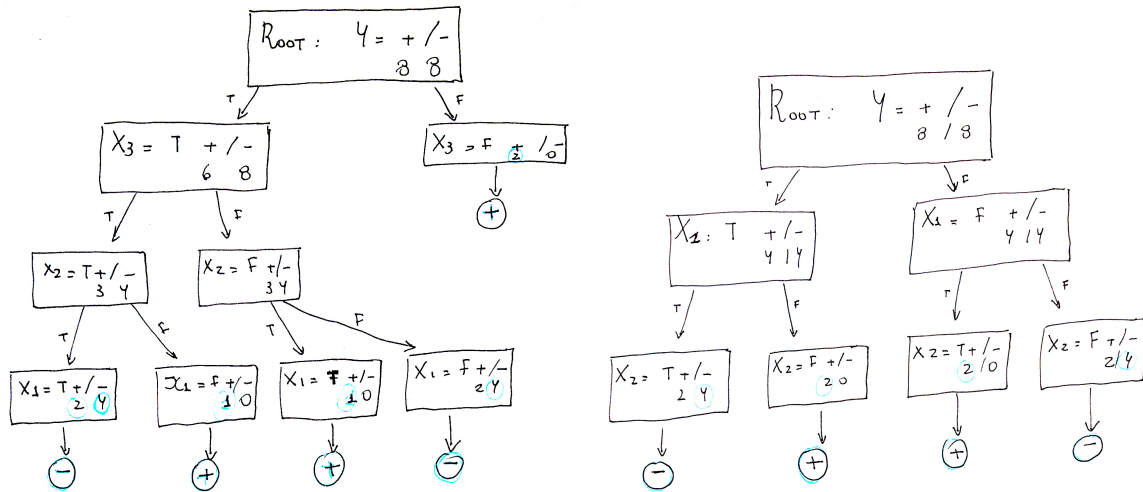 ROOT: Y = + / -
8 8
T
F
X3 = T + / -
6 8
X3 = F + / -
2 0
+
T
F
X2 = T + / -
3 4
X2 = F + / -
3 4
T
F
T
F
X1 = T + / -
2 4
X1 = F + / -
1 0
X1 = T + / -
1 0
X1 = F + / -
2 4
-
+
+
-
ROOT: Y = + / -
8 / 8
T
F
X1: T + / -
4 / 4
X1 = F + / -
4 / 4
T
F
T
F
X2 = T + / -
2 4
X2 = F + / -
2 0
X2 = T + / -
2 / 0
X2 = F + / -
2 / 4
-
+
+
-